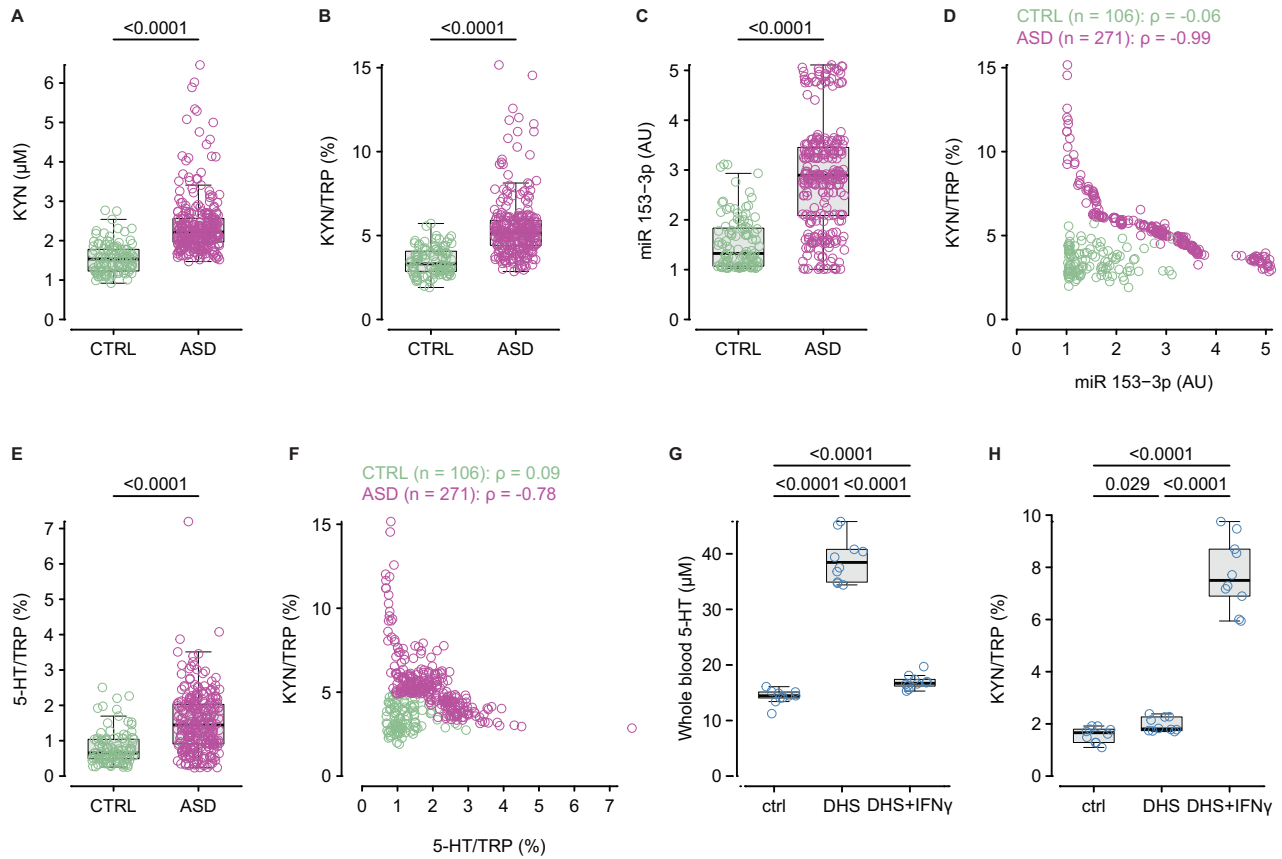 A
<0.0001
KYN (µM)
6
5
4
3
2
1
0
CTRL
ASD
B
<0.0001
KYN/TRP (%)
15
10
5
0
CTRL
ASD
C
<0.0001
miR 153−3p (AU)
5
4
3
2
1
0
CTRL
ASD
D
CTRL (n = 106): ρ = -0.06
ASD (n = 271): ρ = -0.99
KYN/TRP (%)
15
10
5
0
0 1 2 3 4 5
miR 153−3p (AU)
E
<0.0001
5-HT/TRP (%)
7
6
5
4
3
2
1
0
CTRL
ASD
F
CTRL (n = 106): ρ = 0.09
ASD (n = 271): ρ = -0.78
KYN/TRP (%)
15
10
5
0
0 1 2 3 4 5 6 7
5-HT/TRP (%)
G
<0.0001
<0.0001 <0.0001
Whole blood 5-HT (µM)
40
30
20
10
0
ctrl
DHS
DHS+IFNγ
H
<0.0001
0.029 <0.0001
KYN/TRP (%)
10
8
6
4
2
0
ctrl
DHS
DHS+IFNγ